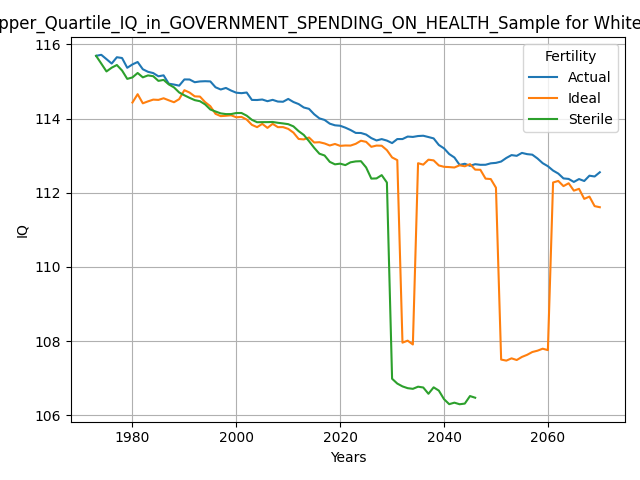 pper_Quartile_IQ_in_GOVERNMENT_SPENDING_ON_HEALTH_Sample for White
116
114
112
110
108
106
IQ
Fertility
Actual
Ideal
Sterile
1980
2000
2020
2040
2060
Years